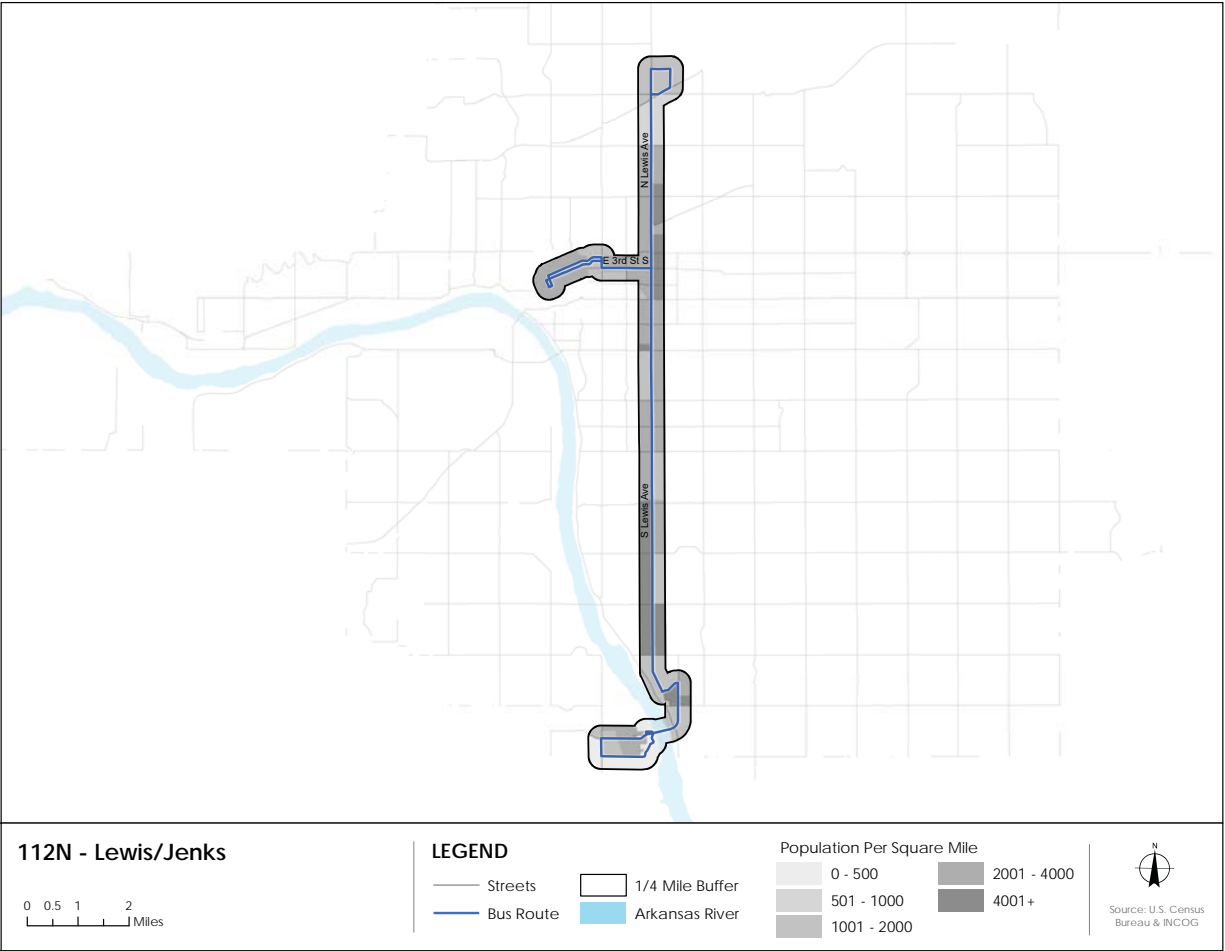 N Lewis Ave
E 3rd St S
S Lewis Ave
112N - Lewis/Jenks
0 0.5 1 2
Miles
LEGEND
Streets
Bus Route
1/4 Mile Buffer
Arkansas River
Population Per Square Mile
0 - 500
501 - 1000
1001 - 2000
2001 - 4000
4001+
N
Source: U.S. Census
Bureau & INCOG